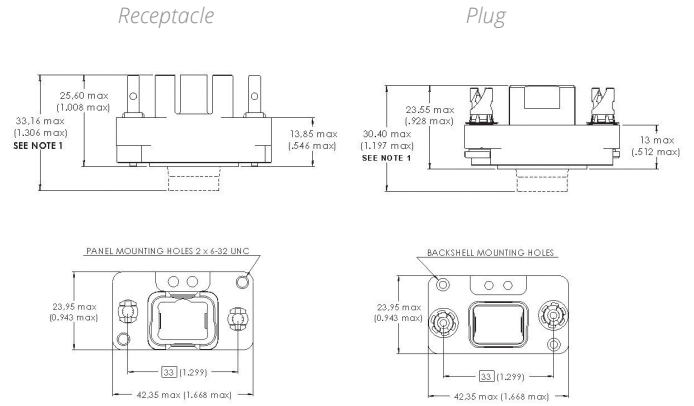 Receptacle
Plug
25,60 max
(1.008 max)
33,16 max
(1.306 max)
SEE NOTE 1
13,85 max
(.546 max)
23.55 max
(.928 max)
30.40 max
(1.197 max)
SEE NOTE 1
13 max
(.512 max)
PANEL MOUNTING HOLES 2 x 6-32 UNC
23,95 max
(0.943 max)
33 (1.299)
42,35 max (1.668 max)
BACKSHELL MOUNTING HOLES
23,95 max
(0.943 max)
33 (1.299)
42,35 max (1.668 max)